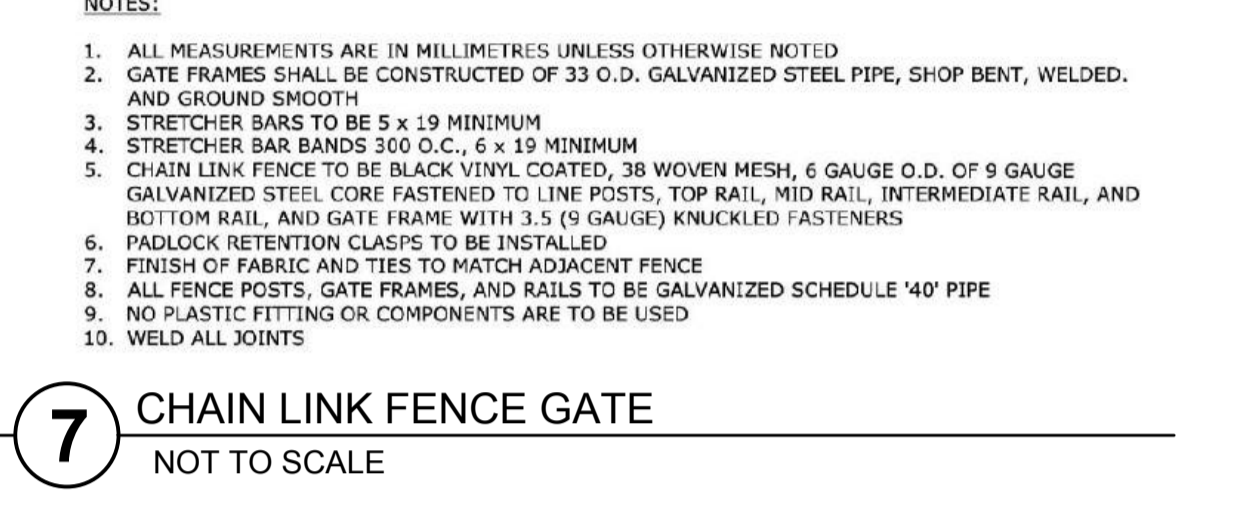 NOTES:
1. ALL MEASUREMENTS ARE IN MILLIMETRES UNLESS OTHERWISE NOTED
2. GATE FRAMES SHALL BE CONSTRUCTED OF 33 O.D. GALVANIZED STEEL PIPE, SHOP BENT, WELDED.
AND GROUND SMOOTH
3. STRETCHER BARS TO BE 5 x 19 MINIMUM
4. STRETCHER BAR BANDS 300 O.C., 6 x 19 MINIMUM
5. CHAIN LINK FENCE TO BE BLACK VINYL COATED, 38 WOVEN MESH, 6 GAUGE O.D. OF 9 GAUGE
GALVANIZED STEEL CORE FASTENED TO LINE POSTS, TOP RAIL, MID RAIL, INTERMEDIATE RAIL, AND
BOTTOM RAIL, AND GATE FRAME WITH 3.5 (9 GAUGE) KNUCKLED FASTENERS
6. PADLOCK RETENTION CLASPS TO BE INSTALLED
7. FINISH OF FABRIC AND TIES TO MATCH ADJACENT FENCE
8. ALL FENCE POSTS, GATE FRAMES, AND RAILS TO BE GALVANIZED SCHEDULE '40' PIPE
9. NO PLASTIC FITTING OR COMPONENTS ARE TO BE USED
10. WELD ALL JOINTS
7 CHAIN LINK FENCE GATE
NOT TO SCALE